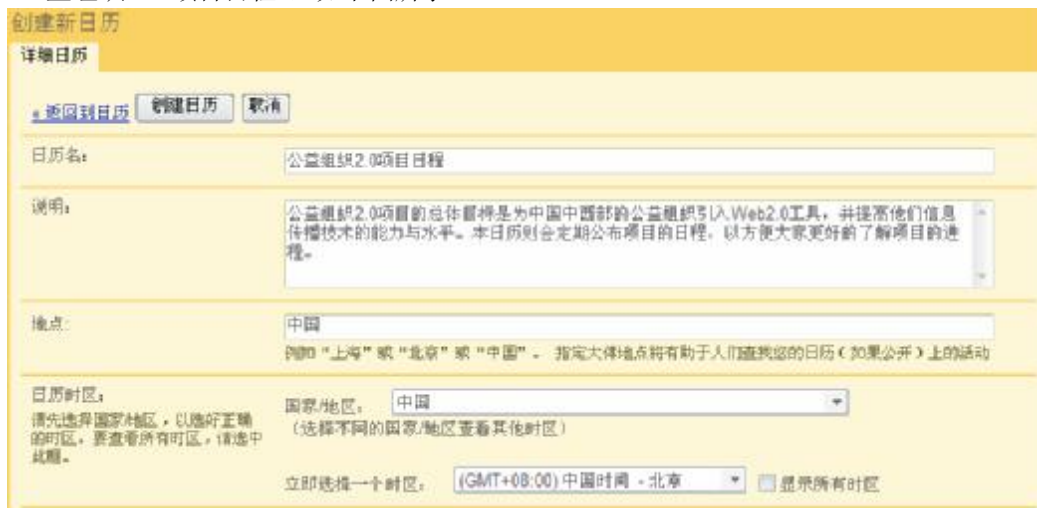 创建新日历
详细日历
« 返回到日历 创建日历 取消
日历名:
公益组织2.0项目日程
说明:
公益组织2.0项目的总体目标是为中国中西部的公益组织引入Web2.0工具，并提高他们信息
传播技术的能力与水平。本日历则会定期公布项目的日程，以方便大家更好的了解项目的进
程。
地点:
中国
例如 “上海” 或 “北京” 或 “中国” 。 指定大体地点将有助于人们查找您的日历(如果公开)上的活动
日历时区:
请先选择国家/地区，以选好正确
的时区。要查看所有时区，请选中
此框。
国家/地区: 中国
(选择不同的国家/地区查看其他时区)
立即选择一个时区: (GMT+08:00) 中国时间 - 北京 显示所有时区